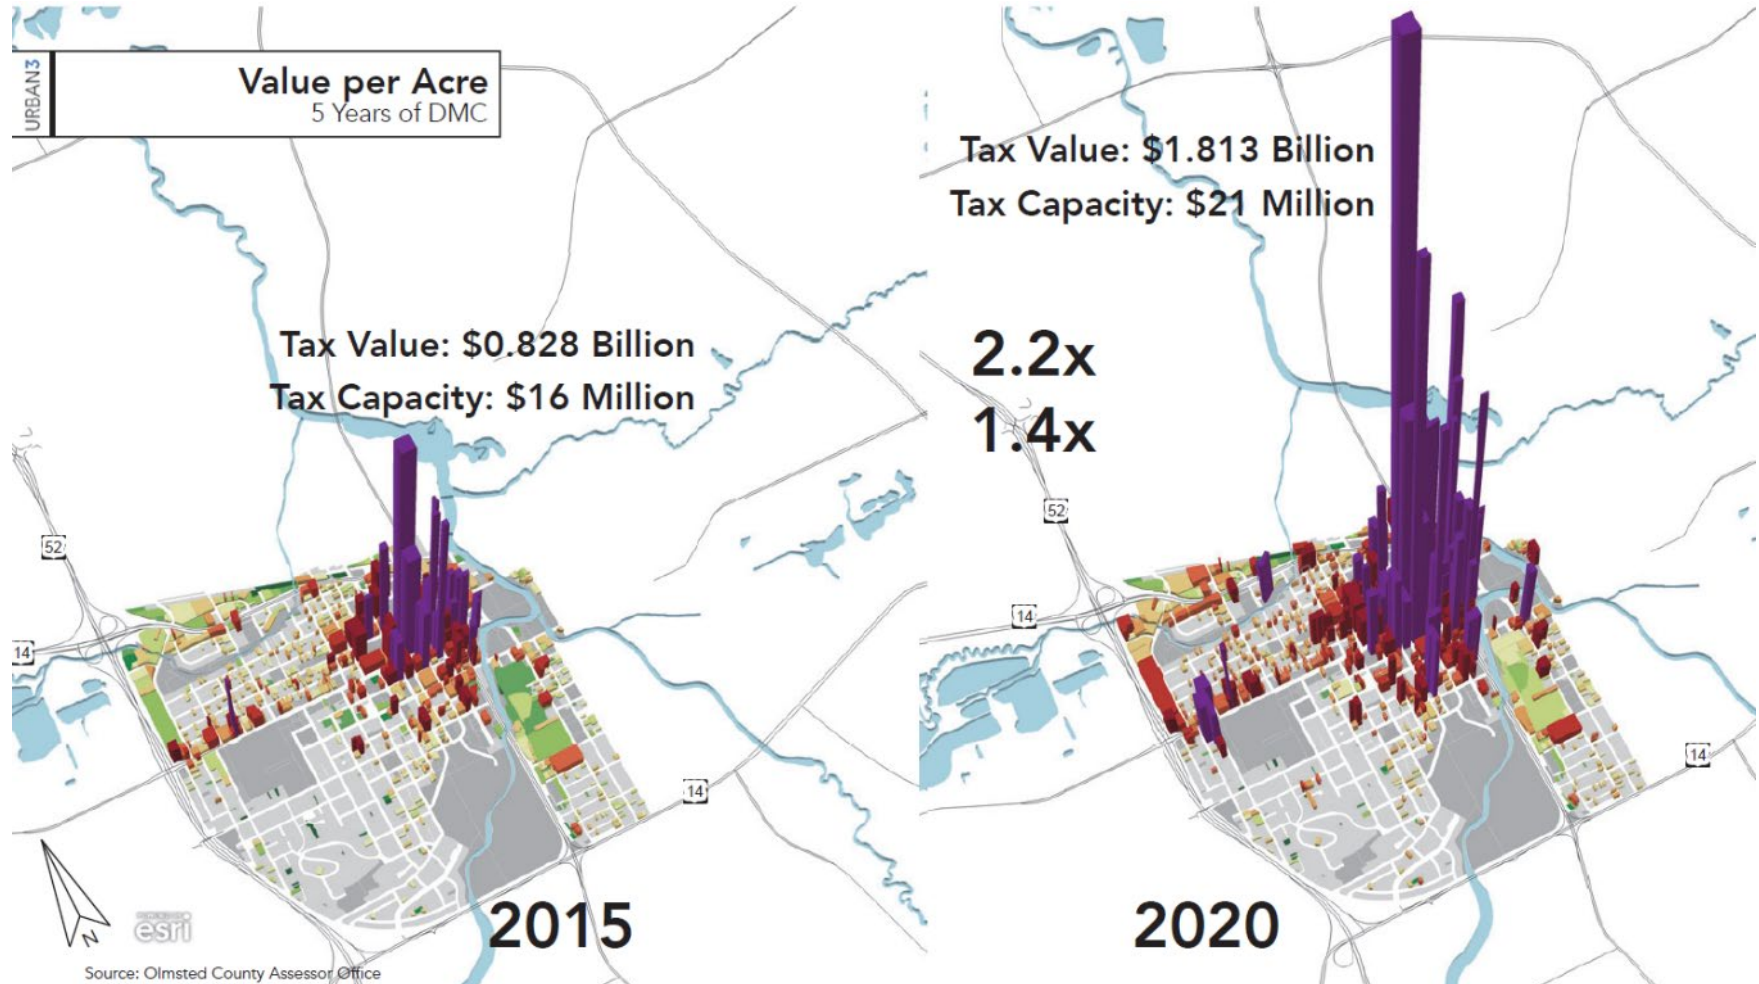 URBAN3
Value per Acre
5 Years of DMC
Tax Value: $0.828 Billion
Tax Capacity: $16 Million
52
14
14
2015
N
esri
Source: Olmsted County Assessor Office
Tax Value: $1.813 Billion
Tax Capacity: $21 Million
2.2x
1.4x
52
14
14
2020